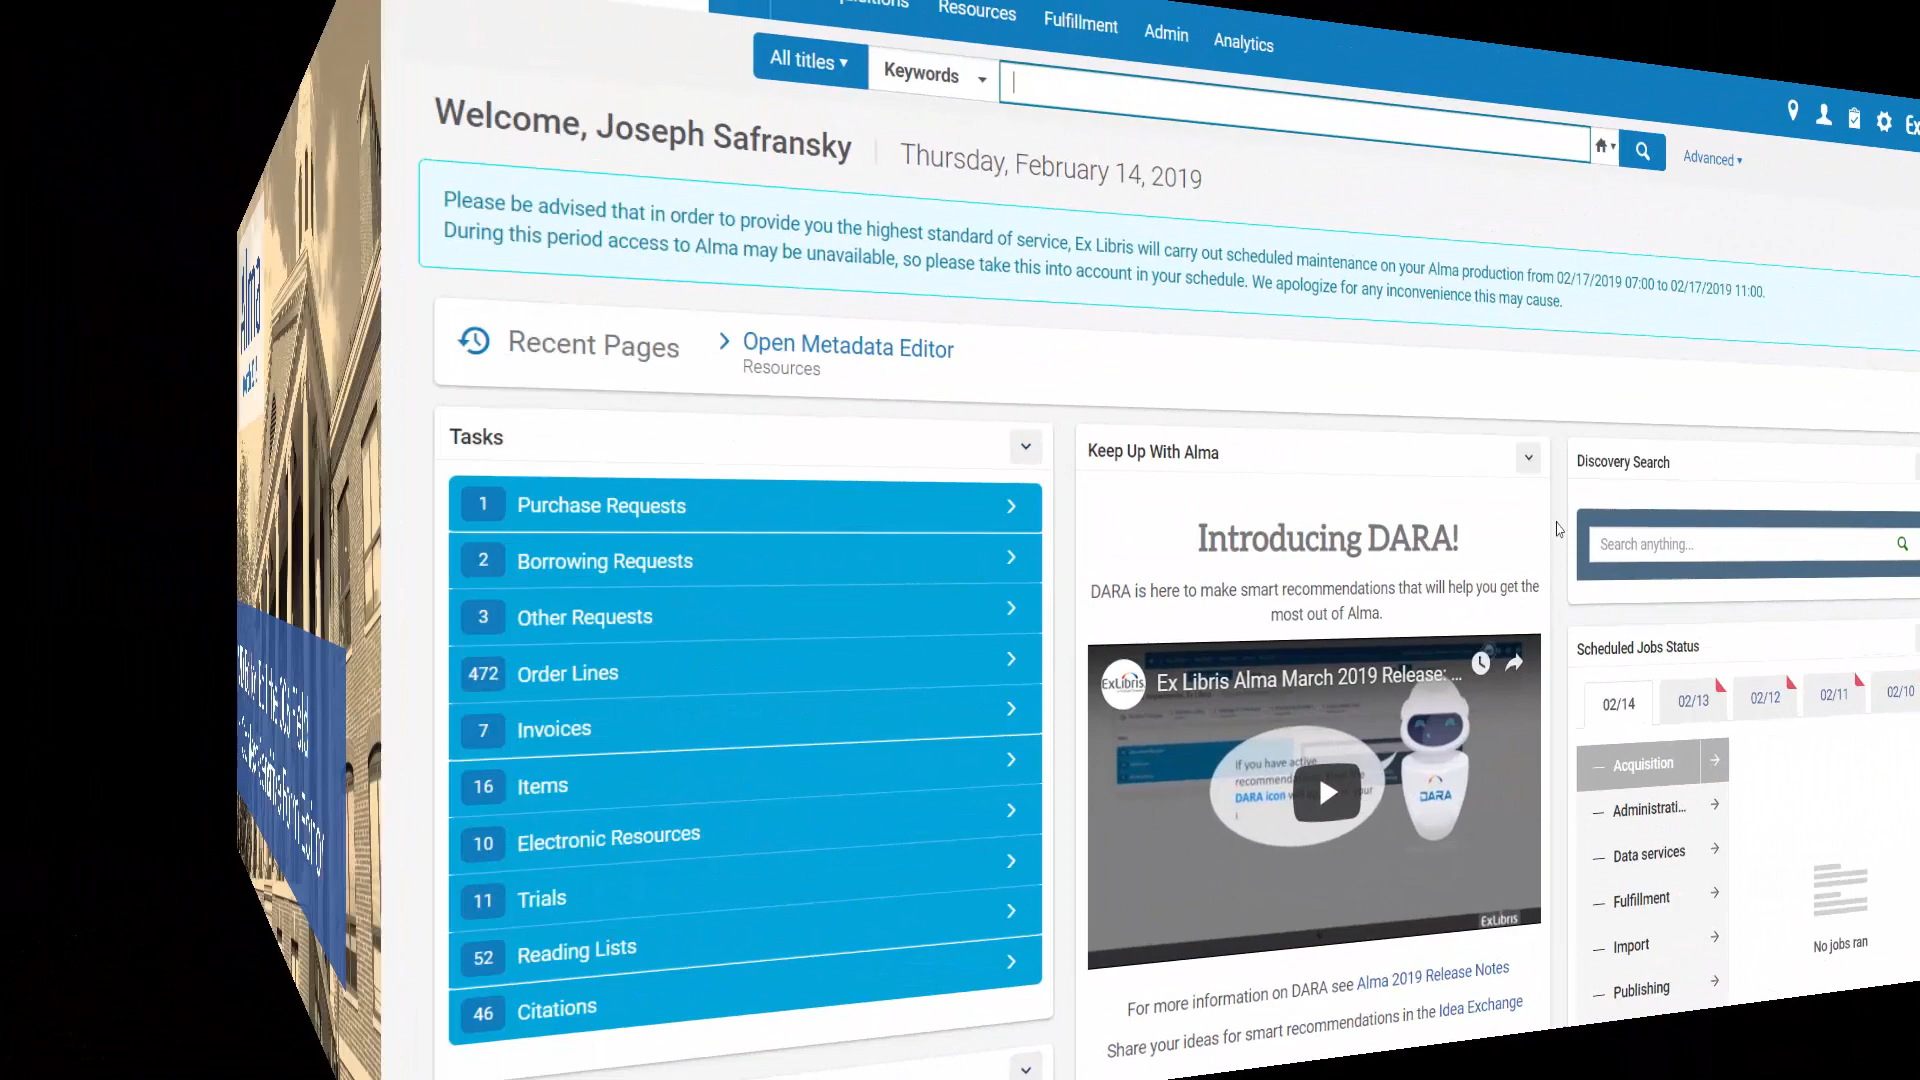 Resources
Fulfillment
Admin
Analytics
All titles
Keywords
Advanced
Welcome, Joseph Safransky
Thursday, February 14, 2019
Please be advised that in order to provide you the highest standard of service, Ex Libris will carry out scheduled maintenance on your Alma production from 02/17/2019 07:00 to 02/17/2019 11:00.
During this period access to Alma may be unavailable, so please take this into account in your schedule. We apologize for any inconvenience this may cause.
Recent Pages
Open Metadata Editor
Resources
Alma
Tasks
1 Purchase Requests
2 Borrowing Requests
3 Other Requests
472 Order Lines
7 Invoices
16 Items
10 Electronic Resources
11 Trials
52 Reading Lists
46 Citations
Keep Up With Alma
Introducing DARA!
DARA is here to make smart recommendations that will help you get the
most out of Alma.
ExLibris
Ex Libris Alma March 2019 Release: ...
If you have active
DARA icon
DARA
ExLibris
For more information on DARA see Alma 2019 Release Notes
Share your ideas for smart recommendations in the Idea Exchange
Discovery Search
Search anything...
Scheduled Jobs Status
02/14
02/13
02/12
02/11
02/10
Acquisition
Administrati...
Data services
Fulfillment
Import
Publishing
No jobs ran